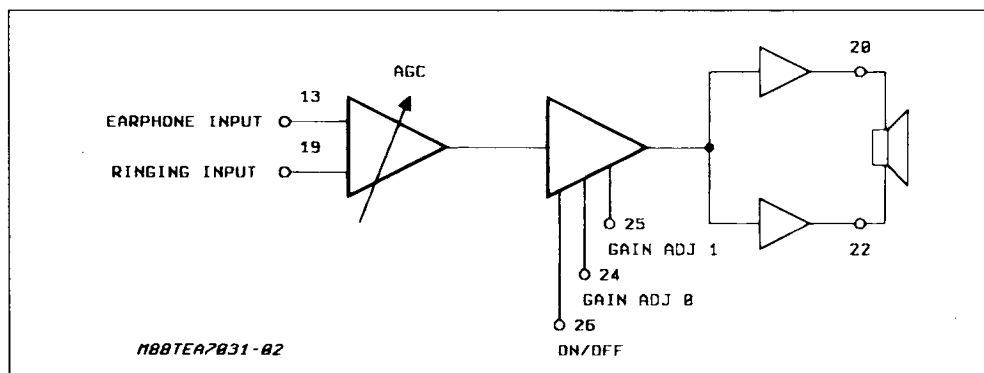 AGC
13
EARPHONE INPUT
19
RINGING INPUT
20
22
25
GAIN ADJ 1
24
GAIN ADJ 0
26
ON/OFF
M88TEA7031-02